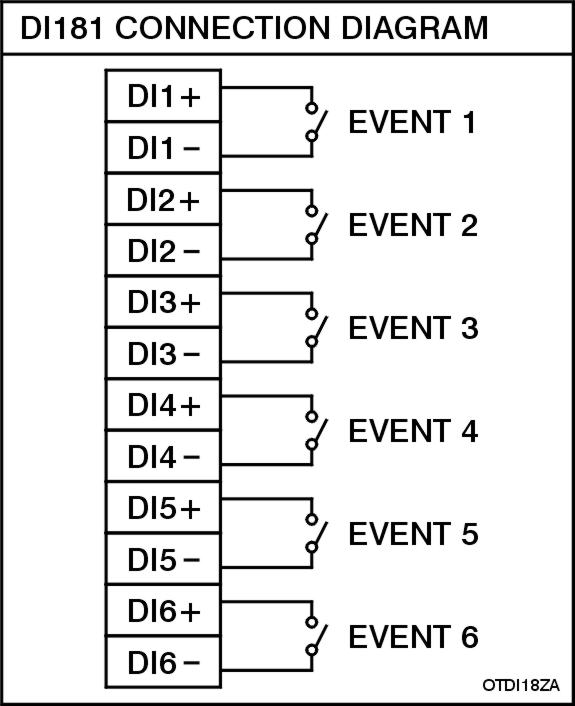 DI181 CONNECTION DIAGRAM
DI1+
EVENT 1
DI1−
DI2+
EVENT 2
DI2−
DI3+
EVENT 3
DI3−
DI4+
EVENT 4
DI4−
DI5+
EVENT 5
DI5−
DI6+
EVENT 6
DI6−
OTDI18ZA